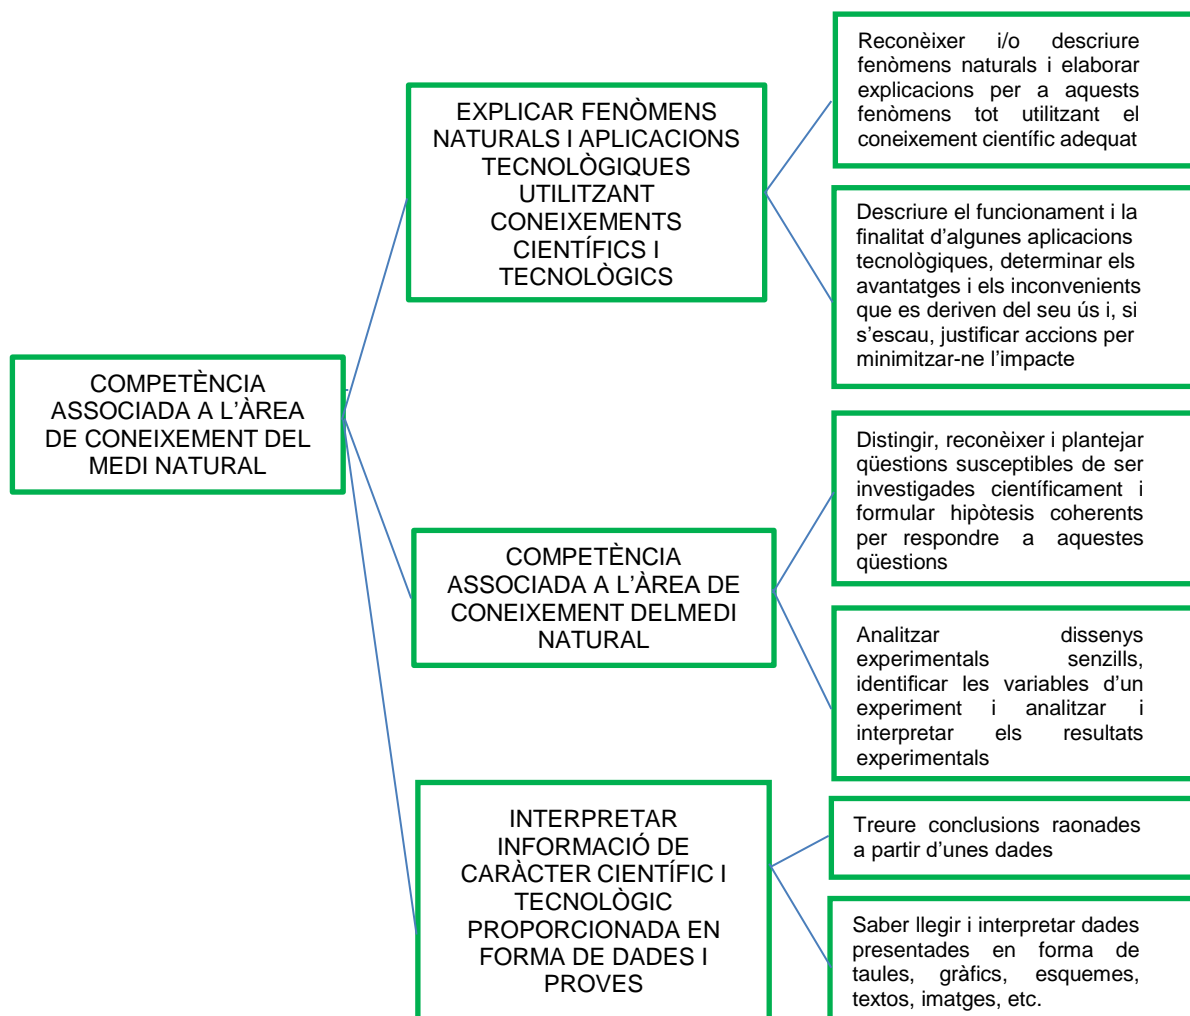 COMPETÈNCIA
ASSOCIADA A L’ÀREA
DE CONEIXEMENT DEL
MEDI NATURAL
EXPLICAR FENÒMENS
NATURALS I APLICACIONS
TECNOLÒGIQUES
UTILITZANT
CONEIXEMENTS
CIENTÍFICS I
TECNOLÒGICS
Reconèixer i/o descriure
fenòmens naturals i elaborar
explicacions per a aquests
fenòmens tot utilitzant el
coneixement científic adequat
Descriure el funcionament i la
finalitat d’algunes aplicacions
tecnològiques, determinar els
avantatges i els inconvenients
que es deriven del seu ús i, si
s’escau, justificar accions per
minimitzar-ne l’impacte
COMPETÈNCIA
ASSOCIADA A L’ÀREA DE
CONEIXEMENT DELMEDI
NATURAL
Distingir, reconèixer i plantejar
qüestions susceptibles de ser
investigades científicament i
formular hipòtesis coherents
per respondre a aquestes
qüestions
Analitzar dissenys
experimentals senzills,
identificar les variables d’un
experiment i analitzar i
interpretar els resultats
experimentals
INTERPRETAR
INFORMACIÓ DE
CARÀCTER CIENTÍFIC I
TECNOLÒGIC
PROPORCIONADA EN
FORMA DE DADES I
PROVES
Treure conclusions raonades
a partir d’unes dades
Saber llegir i interpretar dades
presentades en forma de
taules, gràfics, esquemes,
textos, imatges, etc.